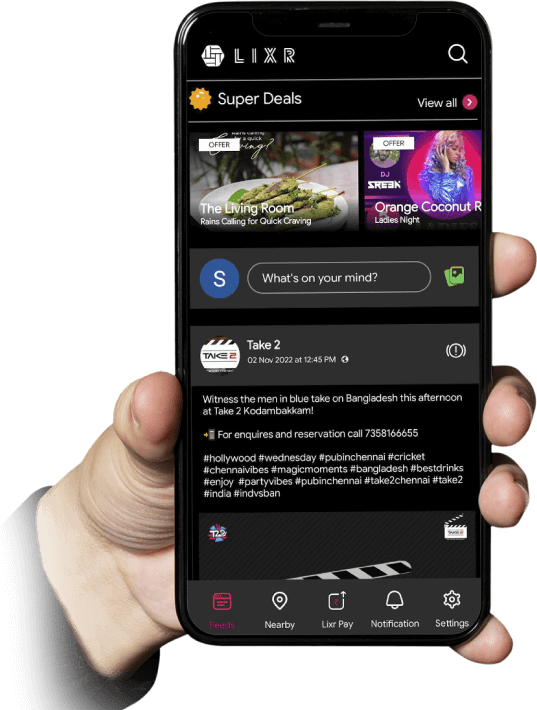 LIXR
Super Deals
View all
OFFER
Rains Calling
for a quick
Craving?
The Living Room
Rains Calling for Quick Craving
OFFER
DJ
SREEK
Orange Coconut R
Ladies Night
S
What's on your mind?
TAKE 2
Take 2
02 Nov 2022 at 12:45 PM
Witness the men in blue take on Bangladesh this afternoon
at Take 2 Kodambakkam!
For enquires and reservation call 7358166655
#hollywood #wednesday #pubinchennai #cricket
#chennaivibes #magicmoments #bangladesh #bestdrinks
#enjoy #partyvibes #pubinchennai #take2chennai #take2
#india #indvsban
T20
TAKE 2
Feeds
Nearby
Lixr Pay
Notification
Settings